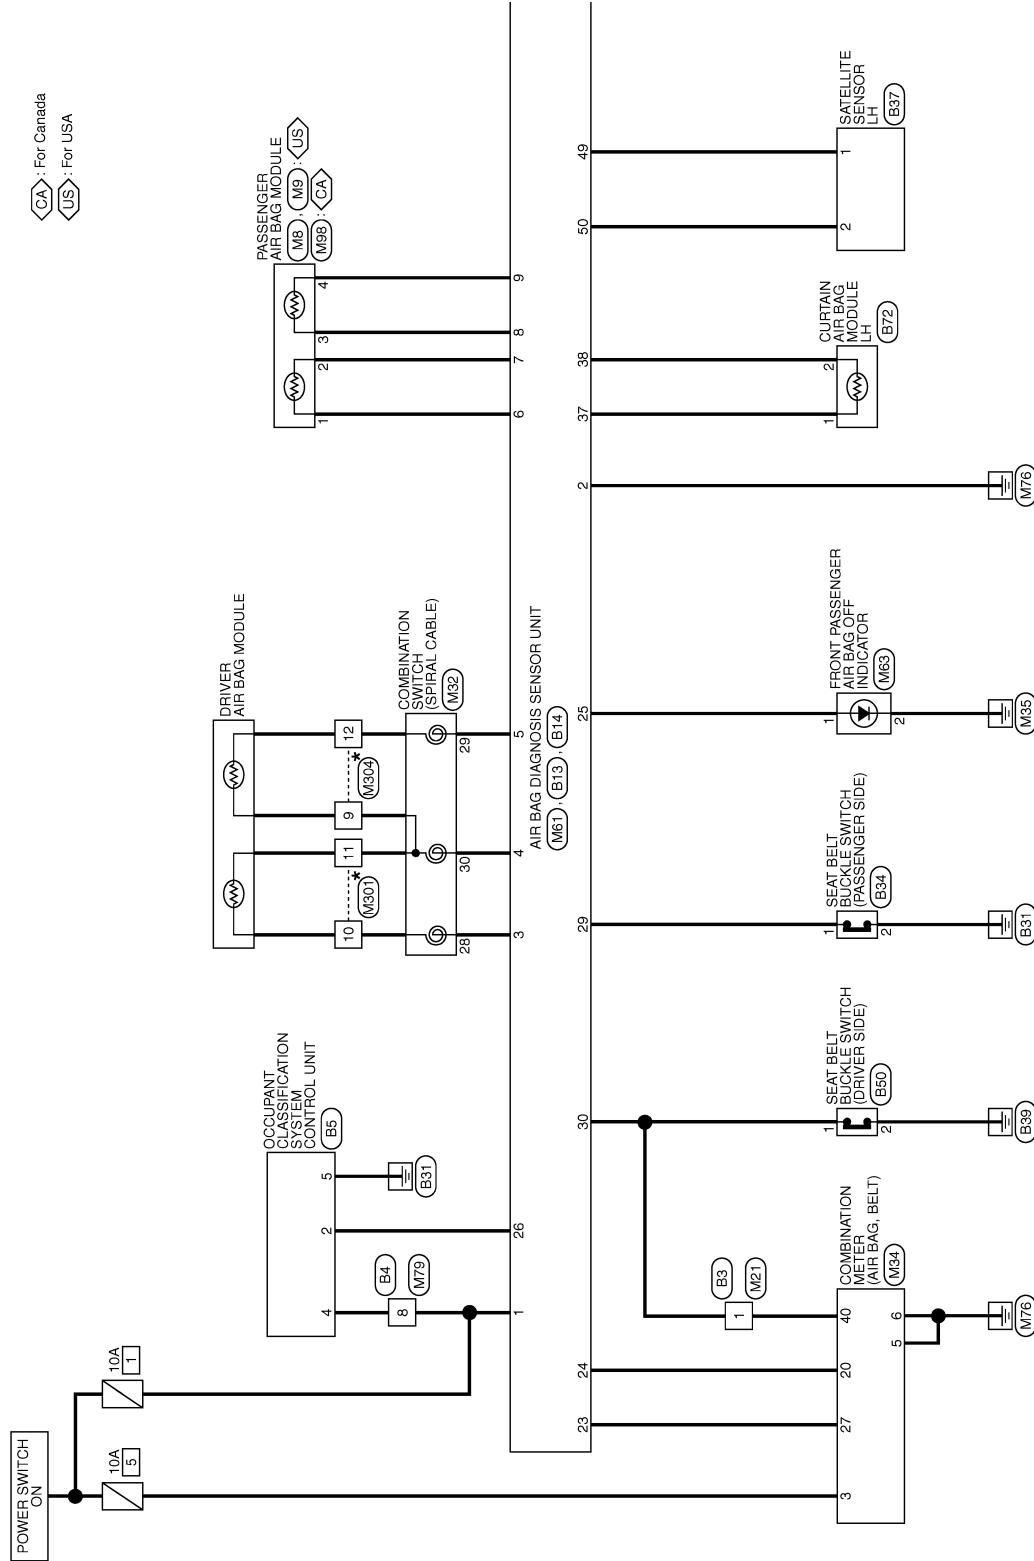 CA : For Canada
US : For USA
POWER SWITCH
ON
10A
5
10A
1
OCCUPANT
CLASSIFICATION
SYSTEM
CONTROL UNIT
B5
4
2
5
8
B4
M79
B31
1
26
DRIVER
AIR BAG MODULE
10
11
9
12
M301
*
M304
*
COMBINATION
SWITCH
(SPIRAL CABLE)
M32
28
30
29
3
4
5
PASSENGER
AIR BAG MODULE
M8 , M9 : US
M98 : CA
1
2
3
4
6
7
8
9
AIR BAG DIAGNOSIS SENSOR UNIT
M61 , B13 , B14
23
24
30
29
25
2
37
38
50
49
B3
M21
1
COMBINATION
METER
(AIR BAG, BELT)
M34
3
27
20
40
5
6
M76
SEAT BELT
BUCKLE SWITCH
(DRIVER SIDE)
B50
1
2
B39
SEAT BELT
BUCKLE SWITCH
(PASSENGER SIDE)
B34
1
2
B31
FRONT PASSENGER
AIR BAG OFF
INDICATOR
M63
1
2
M35
M76
CURTAIN
AIR BAG
MODULE
LH
B72
1
2
SATELLITE
SENSOR
LH
B37
2
1